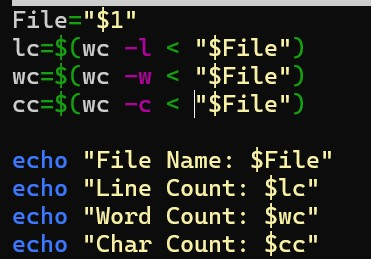 File="$1"
lc=$(wc -l < "$File")
wc=$(wc -w < "$File")
cc=$(wc -c < "$File")
echo "File Name: $File"
echo "Line Count: $lc"
echo "Word Count: $wc"
echo "Char Count: $cc"